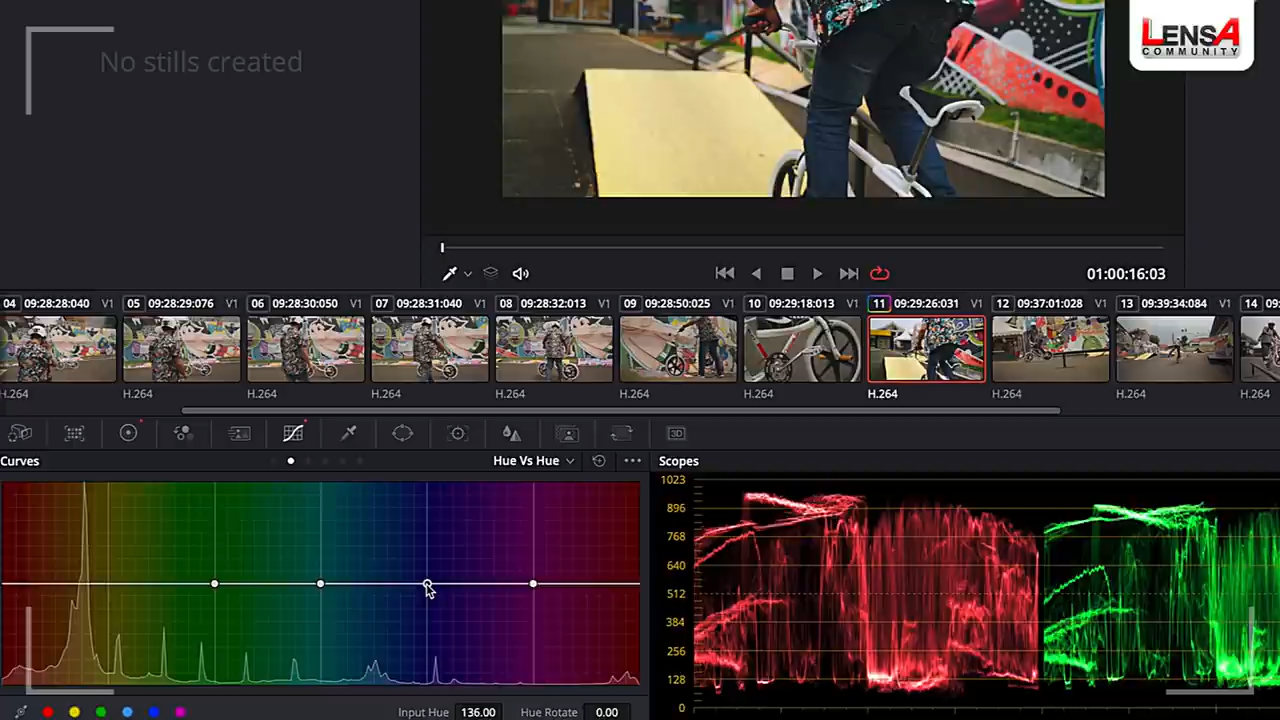 LENSA
COMMUNITY
No stills created
01:00:16:03
04 09:28:28:040 V1 05 09:28:29:076 V1 06 09:28:30:050 V1 07 09:28:31:040 V1 08 09:28:32:013 V1 09 09:28:50:025 V1 10 09:29:18:013 V1 11 09:29:26:031 V1 12 09:37:01:028 V1 13 09:39:34:084 V1 14
H.264 H.264 H.264 H.264 H.264 H.264 H.264 H.264 H.264 H.264 H.264
3D
Curves Hue Vs Hue Scopes
1023
896
768
640
512
384
256
128
0
Input Hue 136.00 Hue Rotate 0.00